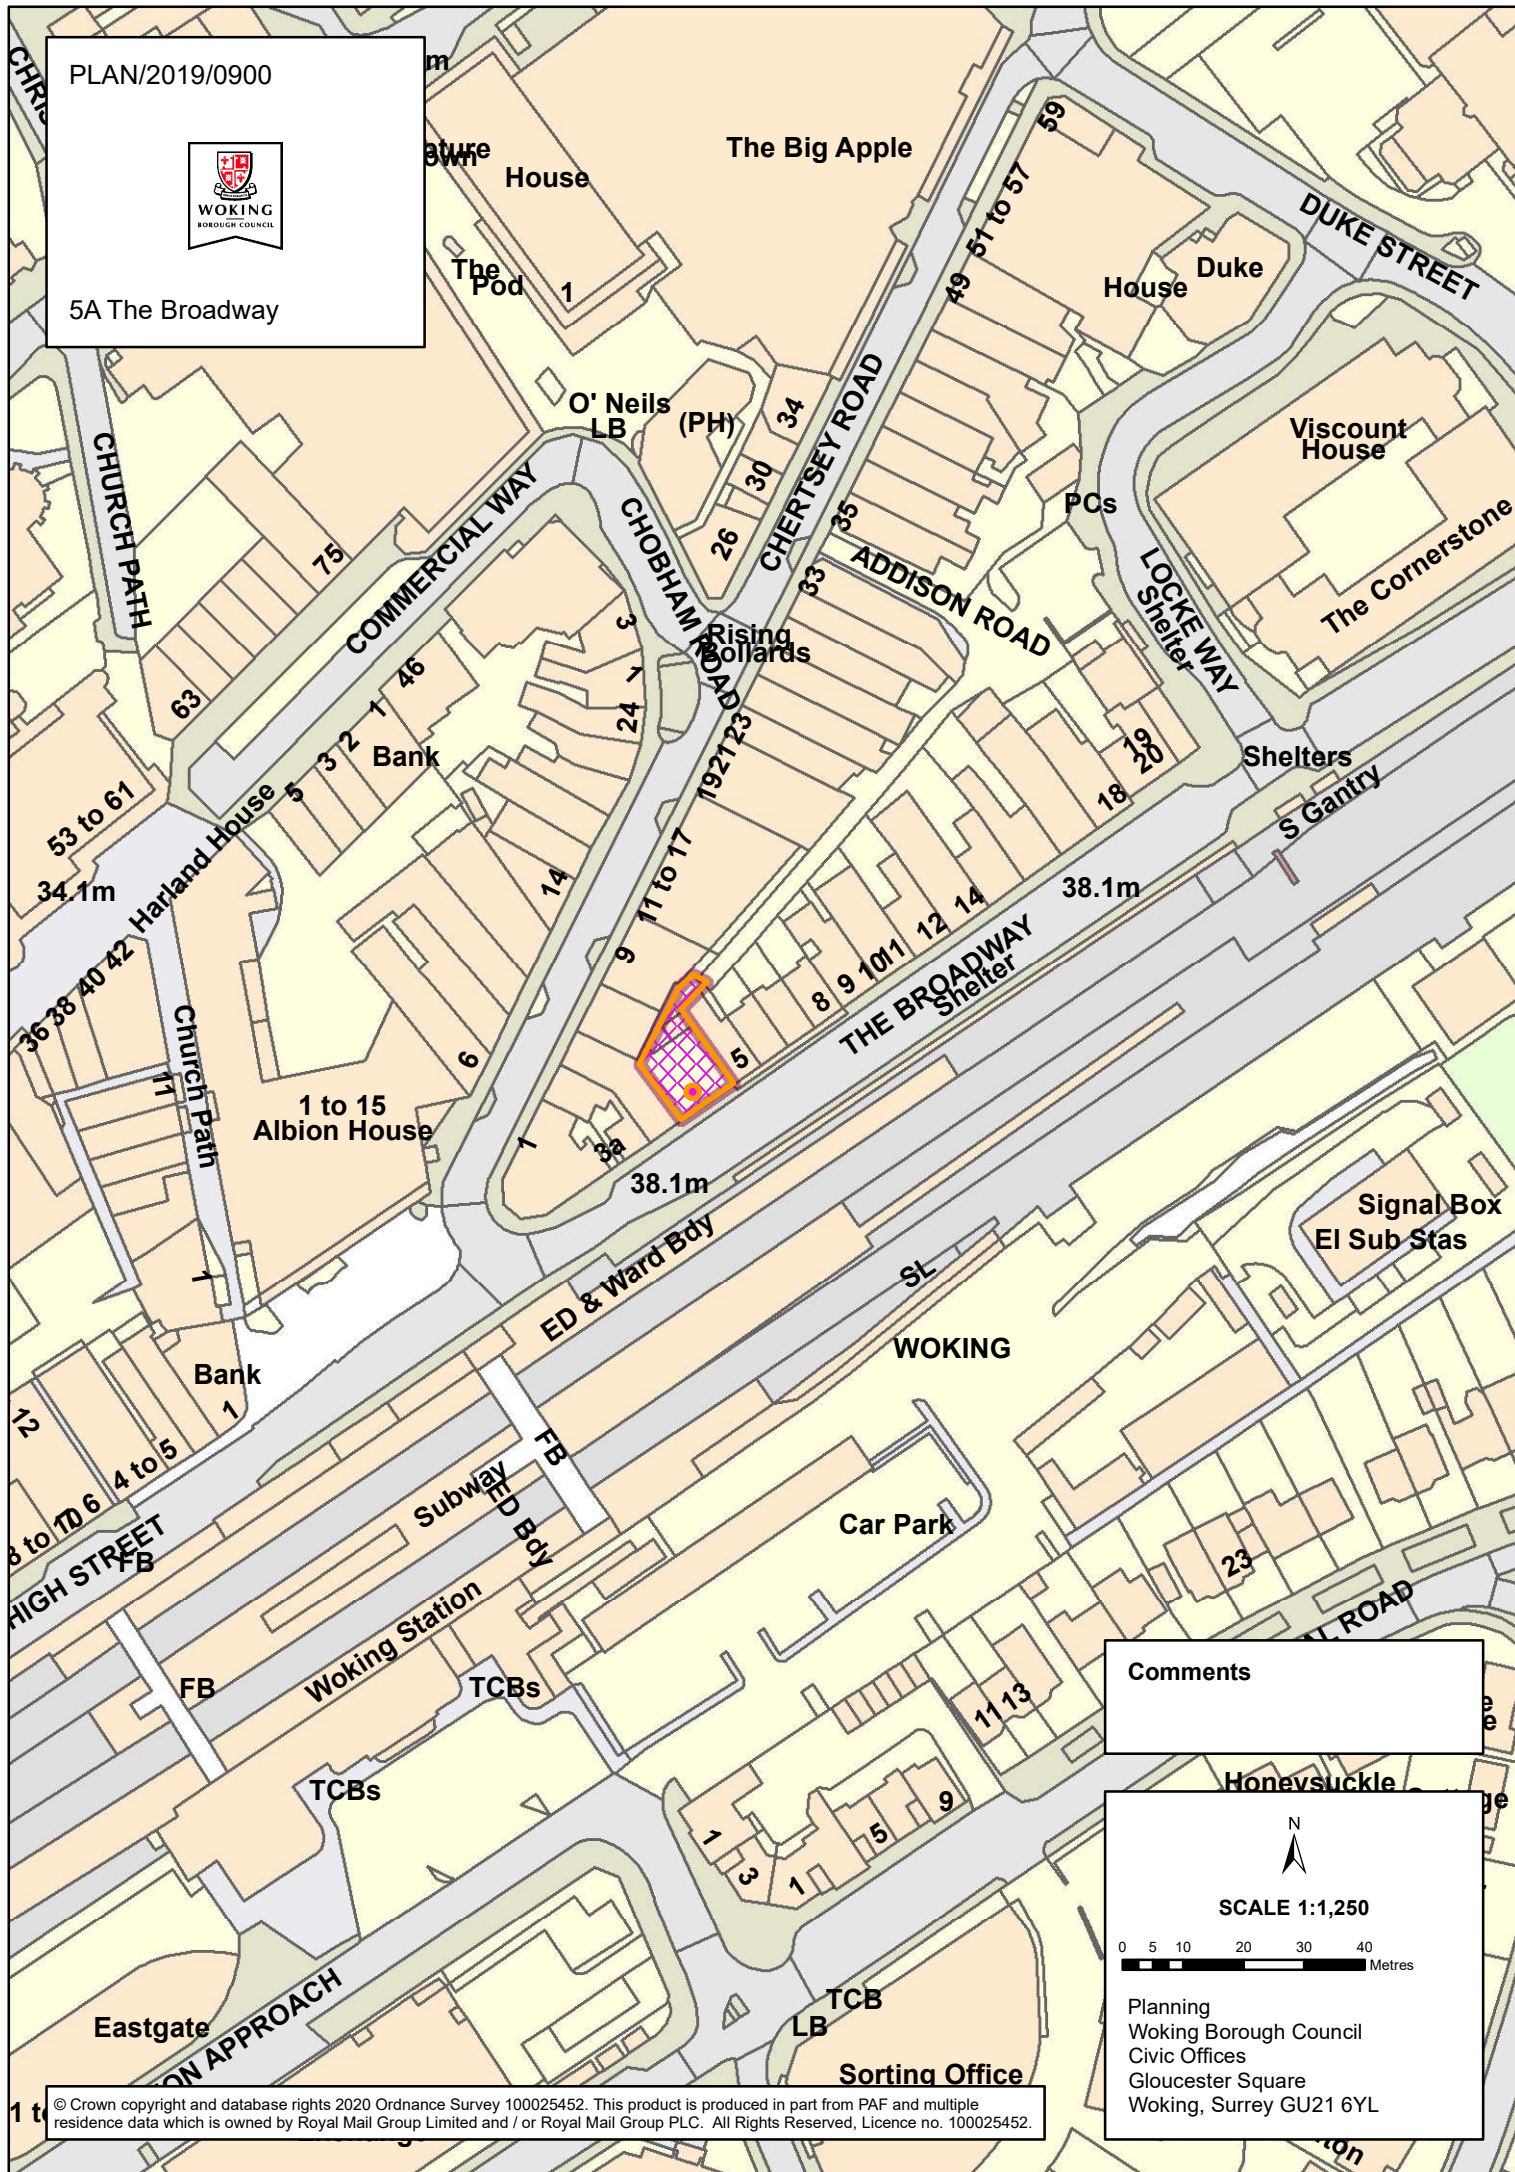 PLAN/2019/0900
WOKING
BOROUGH COUNCIL
5A The Broadway
House
The Big Apple
59
51 to 57
DUKE STREET
The
Pod
1
49
House
Duke
O' Neils
LB
(PH)
34
30
26
CHERTSEY ROAD
35
Viscount
House
PCs
CHURCH PATH
75
COMMERCIAL WAY
CHOBHAM ROAD
33
ADDISON ROAD
LOCKE WAY
Shelter
The Cornerstone
3
Rising
Bollards
1
46
24
63
1
2
3
5
Bank
23
21
19
19
20
18
Shelters
S Gantry
53 to 61
Harland House
34.1m
14
11 to 17
38.1m
14
12
11
10
9
8
THE BROADWAY
Shelter
42
40
38
36
Church Path
9
5
6
11
1 to 15
Albion House
1
3a
38.1m
Signal Box
El Sub Stas
ED & Ward Bdy
SL
1
WOKING
Bank
1
12
4 to 5
FB
Subway
ED Bdy
Car Park
8 to 10
HIGH STREET
FB
23
Woking Station
FB
TCBs
11
13
TCBs
9
5
1
3
1
Honeysuckle
Comments
N
SCALE 1:1,250
0 5 10 20 30 40
Metres
Planning
Woking Borough Council
Civic Offices
Gloucester Square
Woking, Surrey GU21 6YL
TCB
LB
Sorting Office
Eastgate
ON APPROACH
© Crown copyright and database rights 2020 Ordnance Survey 100025452. This product is produced in part from PAF and multiple
residence data which is owned by Royal Mail Group Limited and / or Royal Mail Group PLC. All Rights Reserved, Licence no. 100025452.